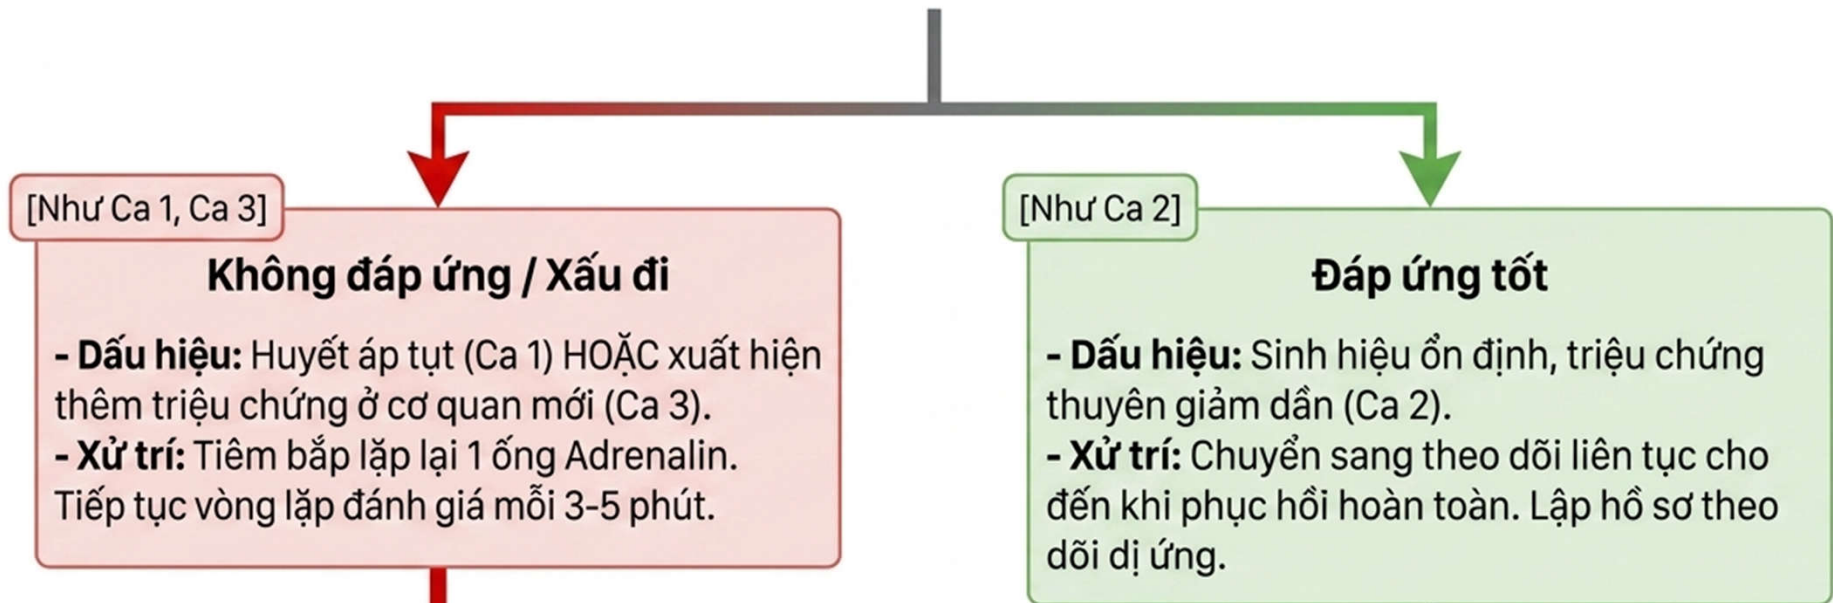 [Như Ca 1, Ca 3]
Không đáp ứng / Xấu đi
- Dấu hiệu: Huyết áp tụt (Ca 1) HOẶC xuất hiện
thêm triệu chứng ở cơ quan mới (Ca 3).
- Xử trí: Tiêm bắp lặp lại 1 ống Adrenalin.
Tiếp tục vòng lặp đánh giá mỗi 3-5 phút.
[Như Ca 2]
Đáp ứng tốt
- Dấu hiệu: Sinh hiệu ổn định, triệu chứng
thuyên giảm dần (Ca 2).
- Xử trí: Chuyển sang theo dõi liên tục cho
đến khi phục hồi hoàn toàn. Lập hồ sơ theo
dõi dị ứng.